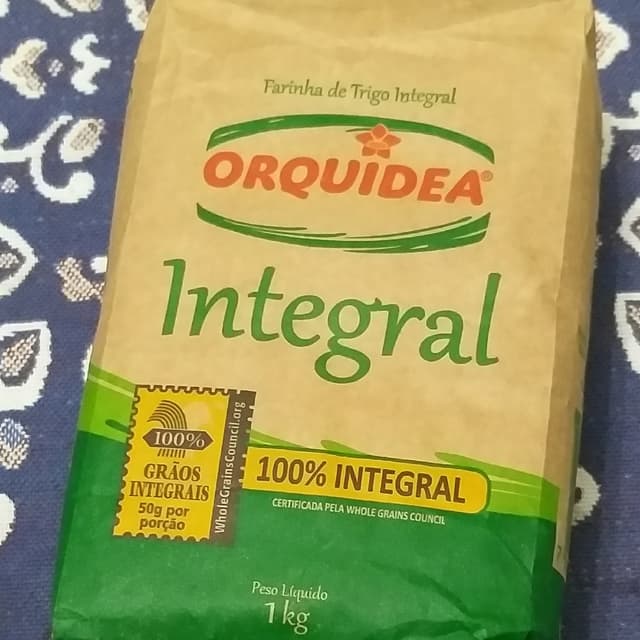 Farinha de Trigo Integral
ORQUÍDEA®
Integral
100%
GRÃOS
INTEGRAIS
50g por
porção
WholeGrainsCouncil.org
100% INTEGRAL
CERTIFICADA PELA WHOLE GRAINS COUNCIL
Peso Líquido
1 kg